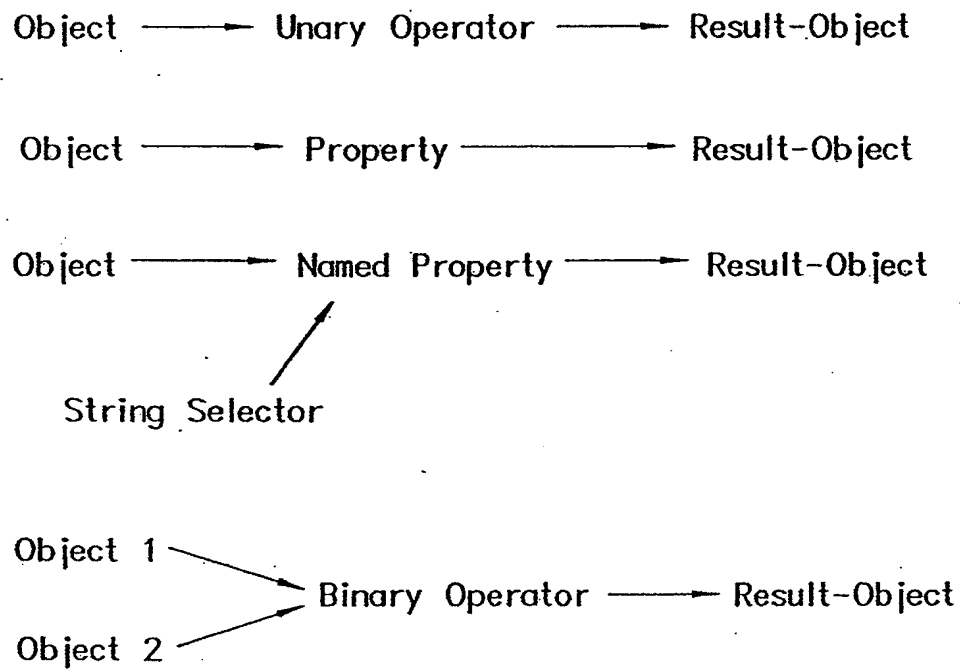 Object Unary Operator Result-Object
Object Property Result-Object
Object Named Property Result-Object
String Selector
Object 1
Binary Operator Result-Object
Object 2